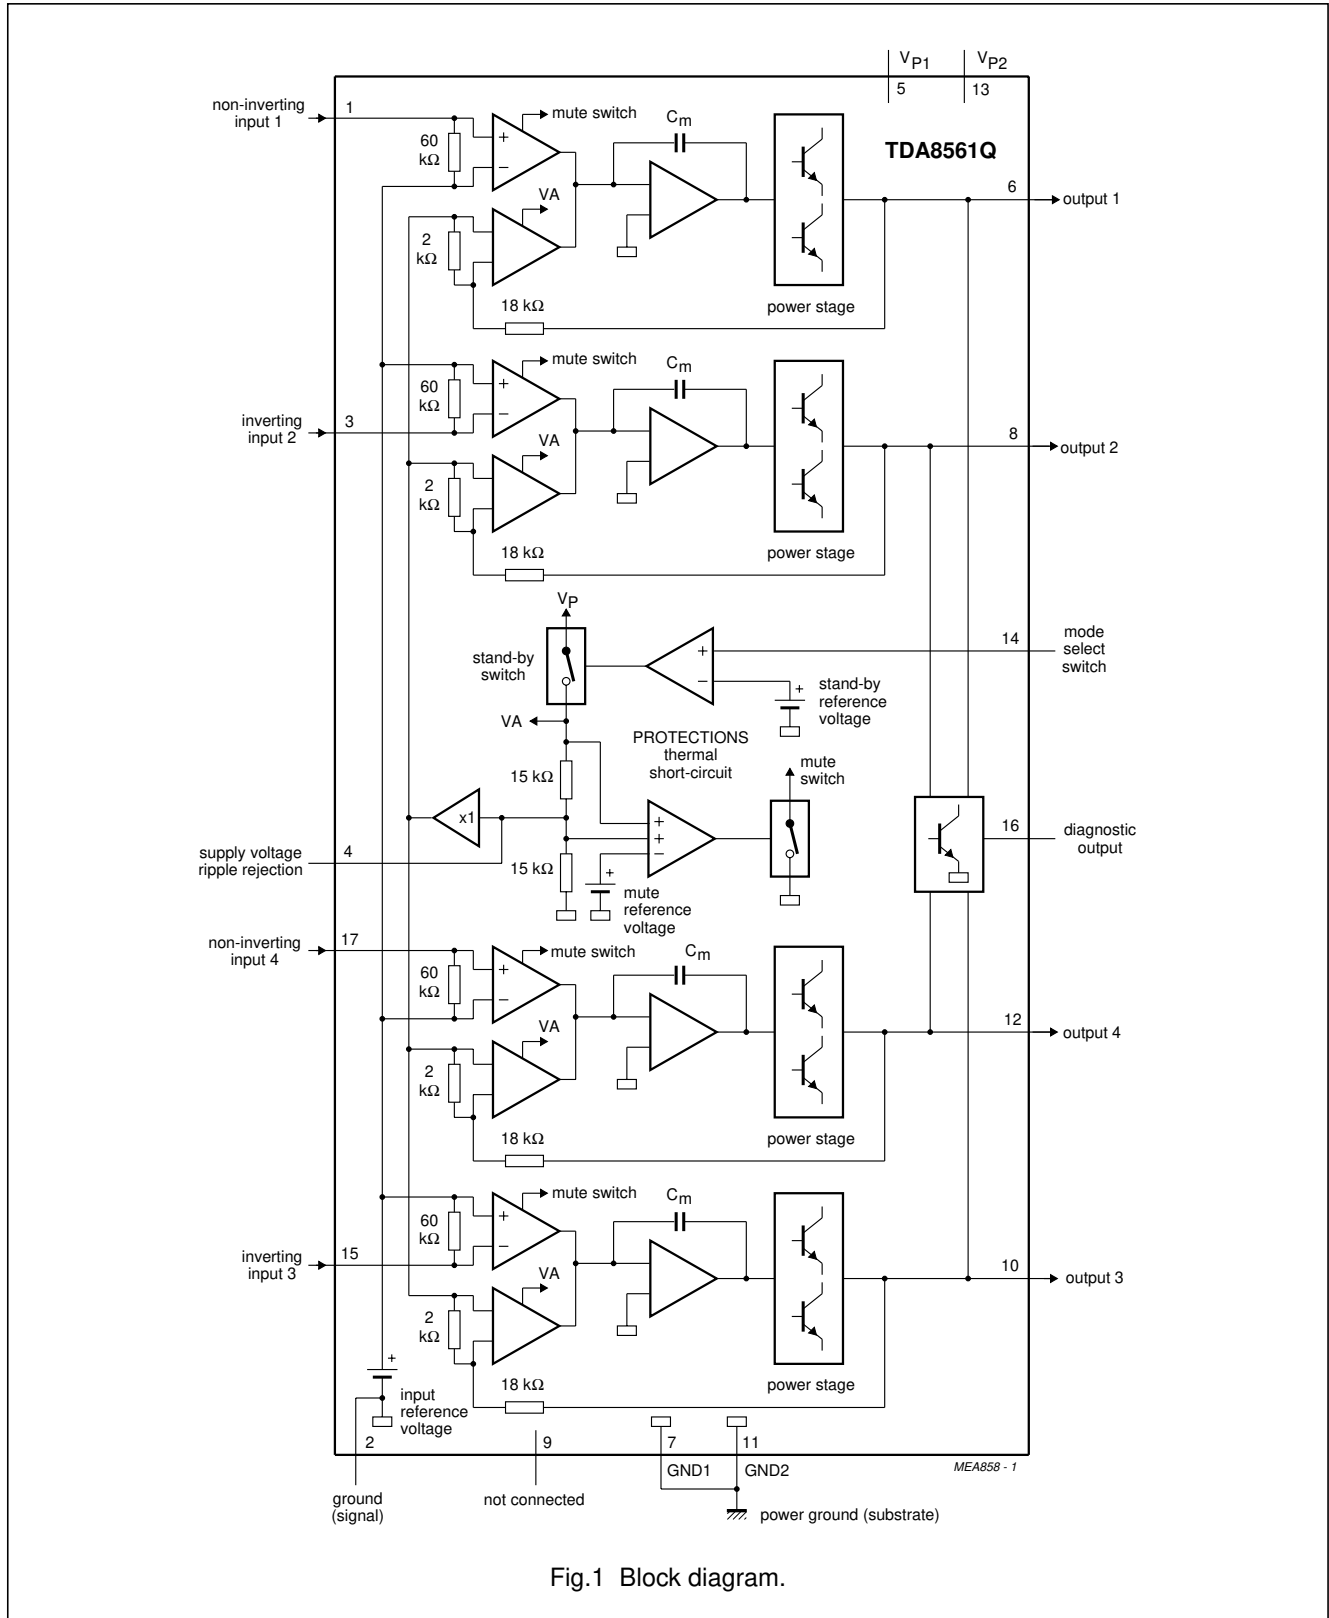 VP1
VP2
5
13
TDA8561Q
non-inverting
input 1
1
60
kΩ
+
−
mute switch
VA
2
kΩ
18 kΩ
Cm
power stage
6
output 1
inverting
input 2
3
60
kΩ
+
−
mute switch
VA
2
kΩ
18 kΩ
Cm
power stage
8
output 2
VP
stand-by
switch
+
−
14
mode
select
switch
+
stand-by
reference
voltage
VA
PROTECTIONS
thermal
short-circuit
mute
switch
15 kΩ
x1
+
+
−
16
diagnostic
output
supply voltage
ripple rejection
4
15 kΩ
+
mute
reference
voltage
non-inverting
input 4
17
60
kΩ
+
−
mute switch
VA
2
kΩ
18 kΩ
Cm
power stage
12
output 4
inverting
input 3
15
60
kΩ
+
−
mute switch
VA
2
kΩ
18 kΩ
Cm
power stage
10
output 3
+
input
reference
voltage
2
9
7
11
GND1
GND2
MEA858 - 1
ground
(signal)
not connected
power ground (substrate)
Fig.1 Block diagram.